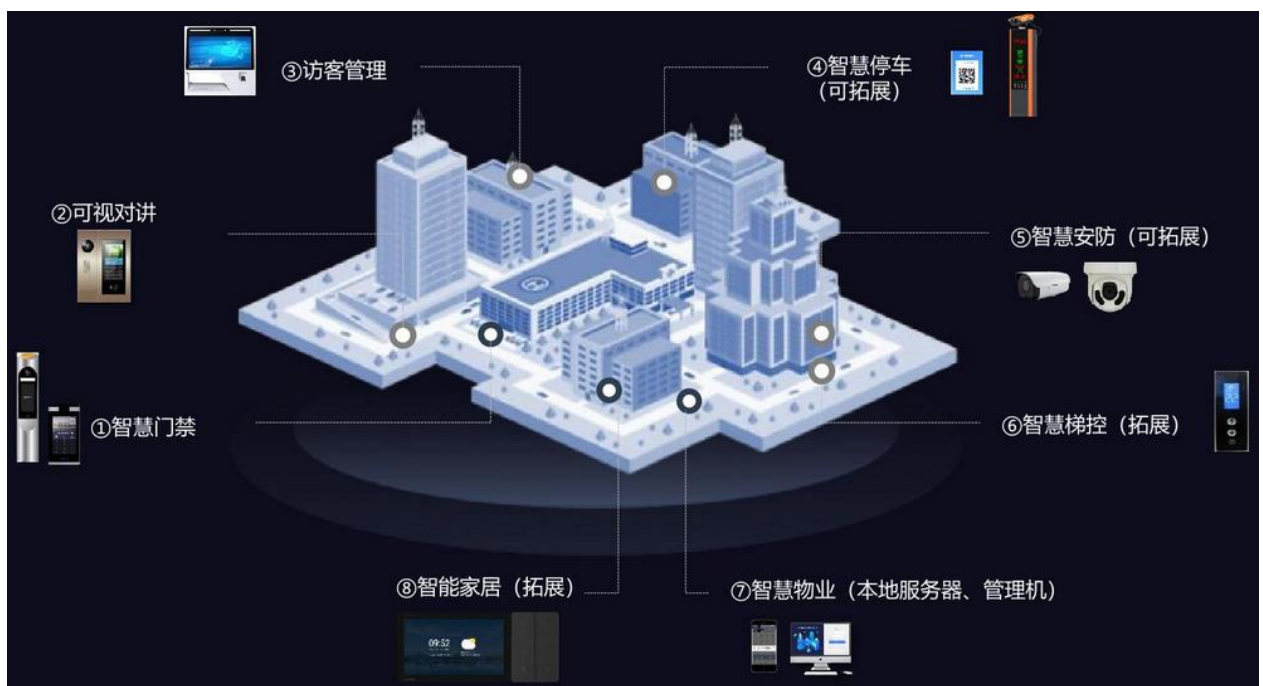 ③访客管理
④智慧停车
（可拓展）
②可视对讲
⑤智慧安防（可拓展）
①智慧门禁
⑥智慧梯控（拓展）
⑧智能家居（拓展）
⑦智慧物业（本地服务器、管理机）
09:52